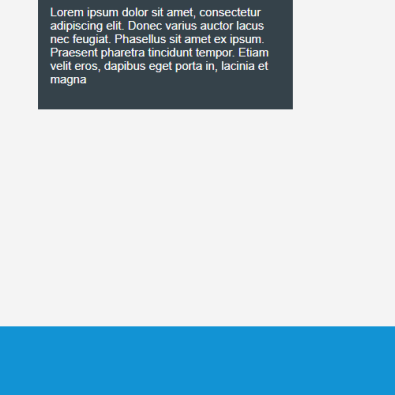 Lorem ipsum dolor sit amet, consectetur
adipiscing elit. Donec varius auctor lacus
nec feugiat. Phasellus sit amet ex ipsum.
Praesent pharetra tincidunt tempor. Etiam
velit eros, dapibus eget porta in, lacinia et
magna